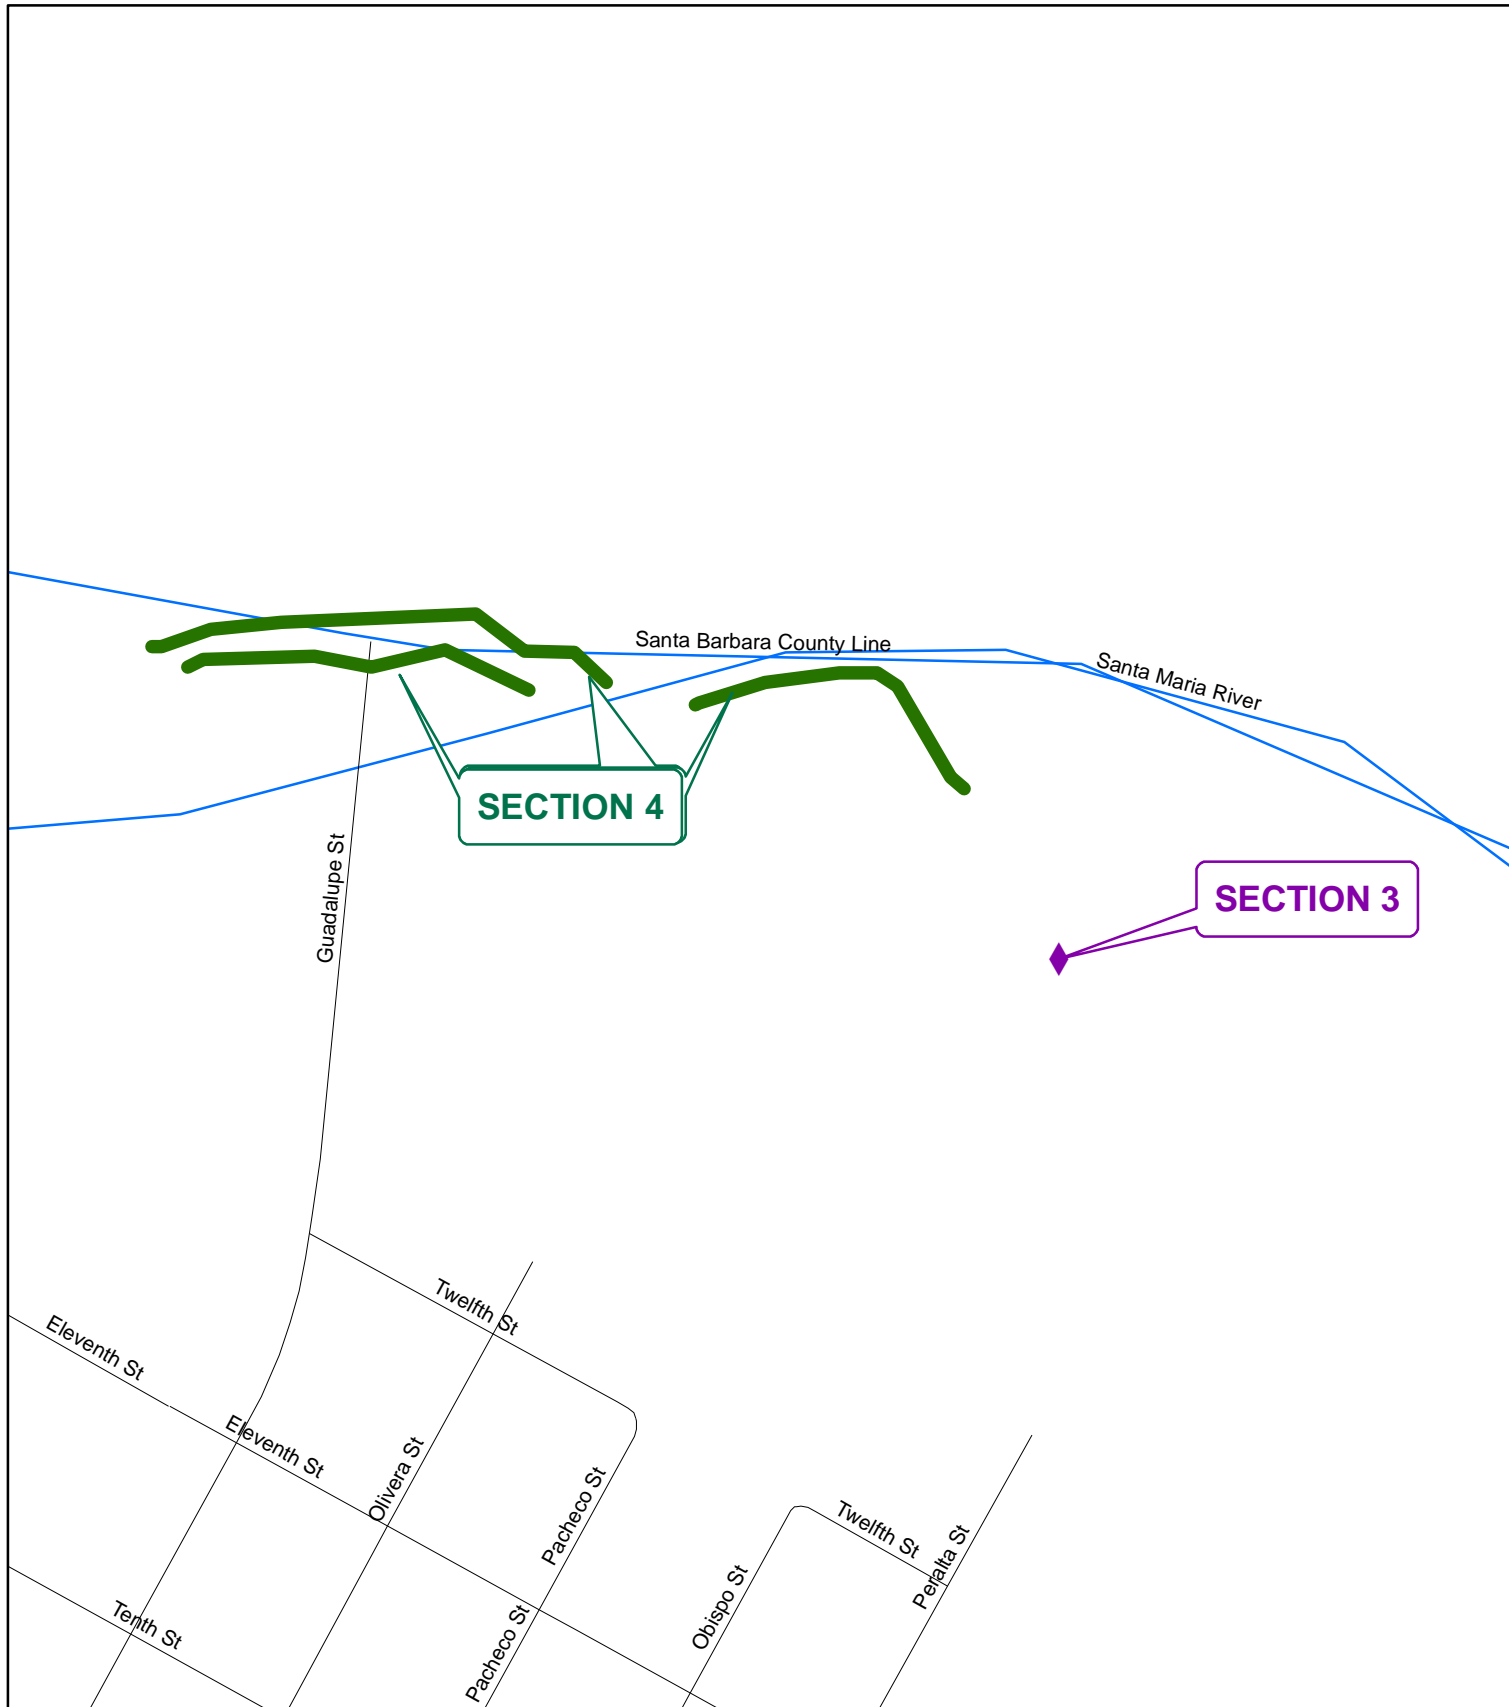 Santa Barbara County Line
Santa Maria River
SECTION 4
SECTION 3
Guadalupe St
Twelfth St
Eleventh St
Eleventh St
Olivera St
Pacheco St
Twelfth St
Peralta St
Obispo St
Tenth St
Pacheco St